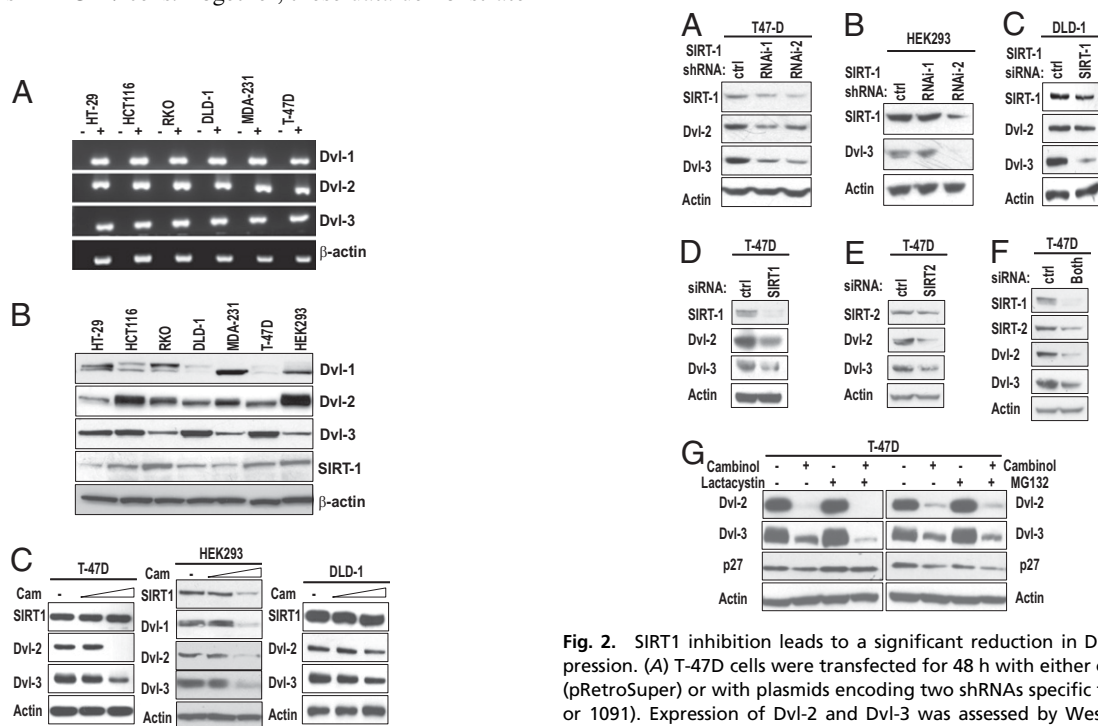 A
HT-29 HCT116 RKO DLD-1 MDA-231 T-47D
- + - + - + - + - + - +
Dvl-1
Dvl-2
Dvl-3
β-actin
B
HT-29 HCT116 RKO DLD-1 MDA-231 T-47D HEK293
Dvl-1
Dvl-2
Dvl-3
SIRT-1
β-actin
C
T-47D
Cam -
SIRT1
Dvl-2
Dvl-3
Actin
HEK293
Cam -
SIRT1
Dvl-1
Dvl-2
Dvl-3
Actin
DLD-1
Cam -
SIRT1
Dvl-2
Dvl-3
Actin
A
T47-D
SIRT-1
shRNA: ctrl RNAi-1 RNAi-2
SIRT-1
Dvl-2
Dvl-3
Actin
B
HEK293
SIRT-1
shRNA: ctrl RNAi-1 RNAi-2
SIRT-1
Dvl-3
Actin
C
DLD-1
SIRT-1
siRNA: ctrl SIRT-1
SIRT-1
Dvl-2
Dvl-3
Actin
D
T-47D
siRNA: ctrl SIRT1
SIRT-1
Dvl-2
Dvl-3
Actin
E
T-47D
siRNA: ctrl SIRT2
SIRT-2
Dvl-2
Dvl-3
Actin
F
T-47D
siRNA: ctrl Both
SIRT-1
SIRT-2
Dvl-2
Dvl-3
Actin
G
T-47D
Cambinol - + - + - + - + Cambinol
Lactacystin - - + + - - + + MG132
Dvl-2 Dvl-2
Dvl-3 Dvl-3
p27 p27
Actin Actin
Fig. 2. SIRT1 inhibition leads to a significant reduction in D
pression. (A) T-47D cells were transfected for 48 h with either
(pRetroSuper) or with plasmids encoding two shRNAs specific
or 1091). Expression of Dvl-2 and Dvl-3 was assessed by Wes